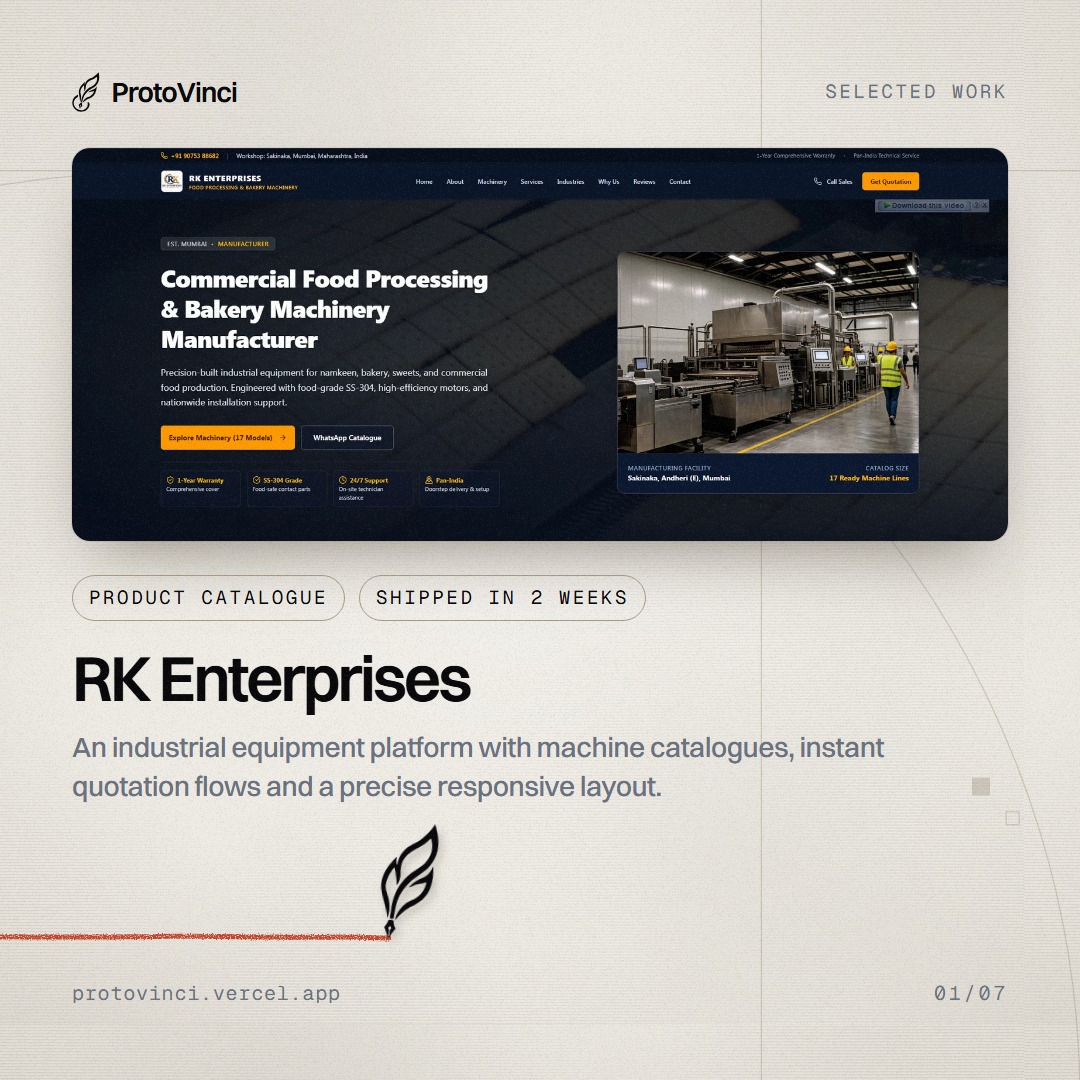 ProtoVinci
SELECTED WORK
+91 90753 88682 | Workshop: Sakinaka, Mumbai, Maharashtra, India
1-Year Comprehensive Warranty • Pan-India Technical Service
RK ENTERPRISES
FOOD PROCESSING & BAKERY MACHINERY
Home About Machinery Services Industries Why Us Reviews Contact
Call Sales
Get Quotation
Download this video
EST. MUMBAI • MANUFACTURER
Commercial Food Processing
& Bakery Machinery
Manufacturer
Precision-built industrial equipment for namkeen, bakery, sweets, and commercial
food production. Engineered with food-grade SS-304, high-efficiency motors, and
nationwide installation support.
Explore Machinery (17 Models) →
WhatsApp Catalogue
1-Year Warranty
Comprehensive cover
SS-304 Grade
Food-safe contact parts
24/7 Support
On-site technician
assistance
Pan-India
Doorstep delivery & setup
MANUFACTURING FACILITY
Sakinaka, Andheri (E), Mumbai
CATALOG SIZE
17 Ready Machine Lines
PRODUCT CATALOGUE
SHIPPED IN 2 WEEKS
RK Enterprises
An industrial equipment platform with machine catalogues, instant
quotation flows and a precise responsive layout.
protovinci.vercel.app
01/07